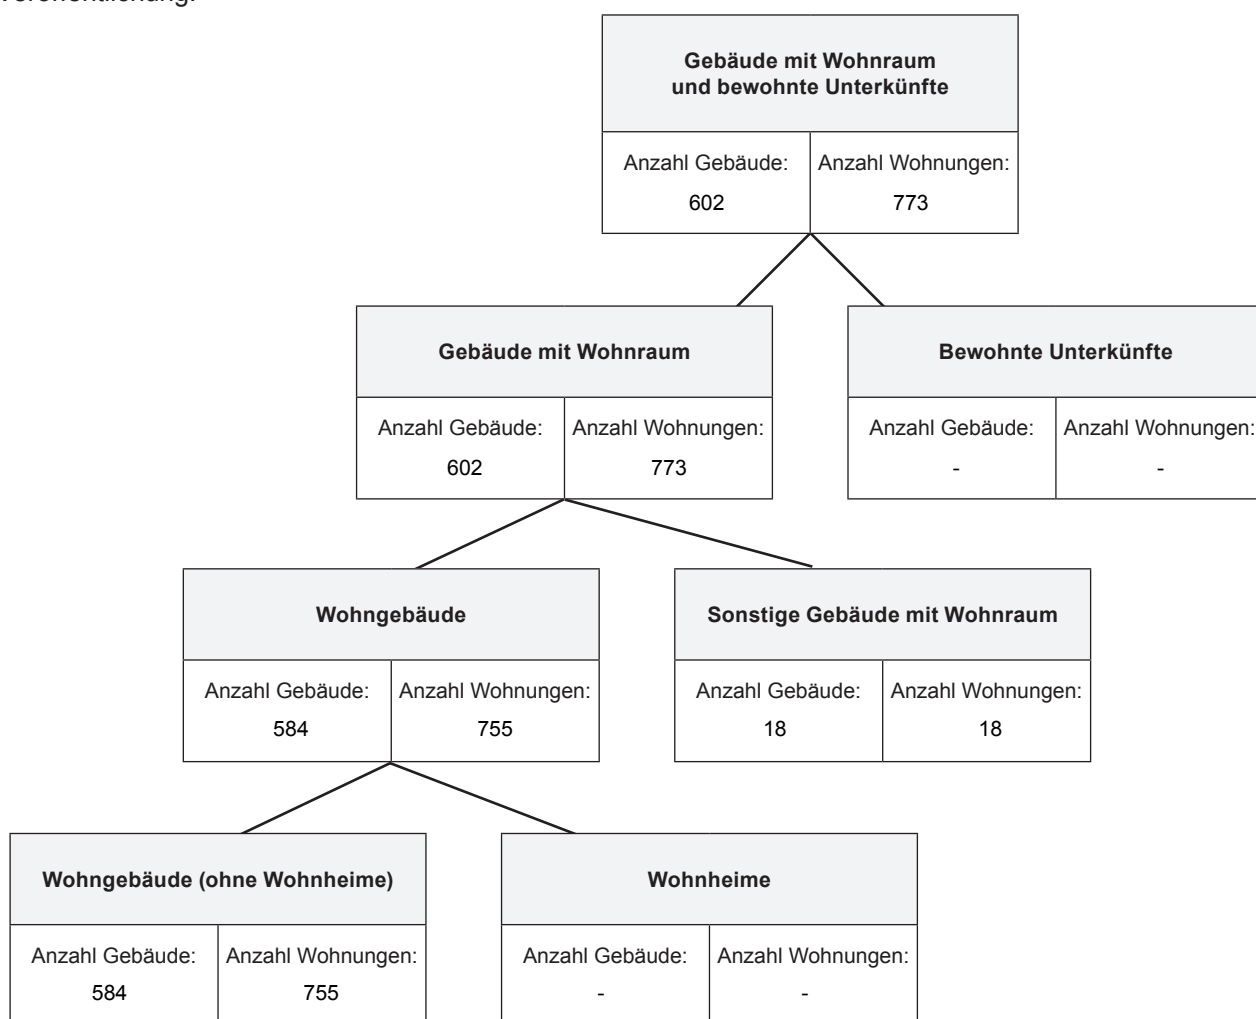 Veröffentlichung.
Gebäude mit Wohnraum
und bewohnte Unterkünfte
Anzahl Gebäude: Anzahl Wohnungen:
602 773
Gebäude mit Wohnraum Bewohnte Unterkünfte
Anzahl Gebäude: Anzahl Wohnungen: Anzahl Gebäude: Anzahl Wohnungen:
602 773 - -
Wohngebäude Sonstige Gebäude mit Wohnraum
Anzahl Gebäude: Anzahl Wohnungen: Anzahl Gebäude: Anzahl Wohnungen:
584 755 18 18
Wohngebäude (ohne Wohnheime) Wohnheime
Anzahl Gebäude: Anzahl Wohnungen: Anzahl Gebäude: Anzahl Wohnungen:
584 755 - -